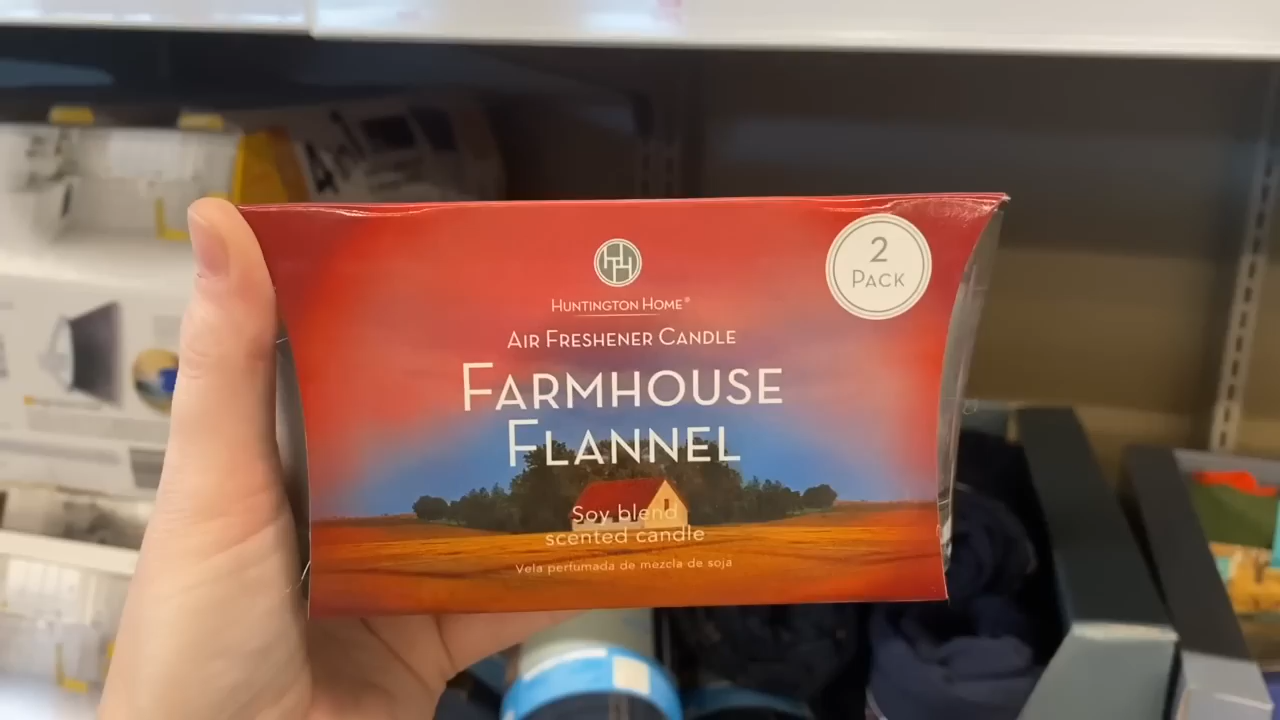 HUNTINGTON HOME®
AIR FRESHENER CANDLE
FARMHOUSE
FLANNEL
Soy blend
scented candle
Vela perfumada de mezcla de soja
2
PACK